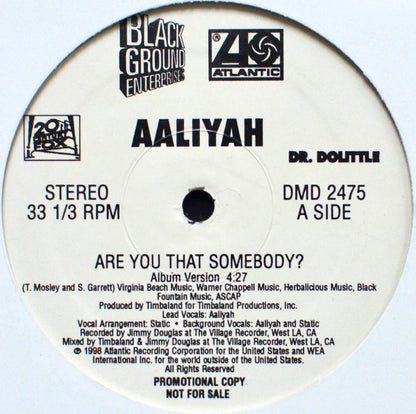 BLACK
GROUND
ENTERPRISES
ATLANTIC
20th
CENTURY
FOX
AALIYAH
DR. DOLITTLE
STEREO
33 1/3 RPM
DMD 2475
A SIDE
ARE YOU THAT SOMEBODY?
Album Version 4:27
(T. Mosley and S. Garrett) Virginia Beach Music, Warner Chappell Music, Herbalicious Music, Black
Fountain Music, ASCAP
Produced by Timbaland for Timbaland Productions, Inc.
Lead Vocals: Aaliyah
Vocal Arrangement: Static • Background Vocals: Aaliyah and Static
Recorded by Jimmy Douglas at The Village Recorder, West LA, CA
Mixed by Timbaland & Jimmy Douglas at The Village Recorder, West LA, CA
℗ 1998 Atlantic Recording Corporation for the United States and WEA
International Inc. for the world outside of the United States.
All Rights Reserved
PROMOTIONAL COPY
NOT FOR SALE